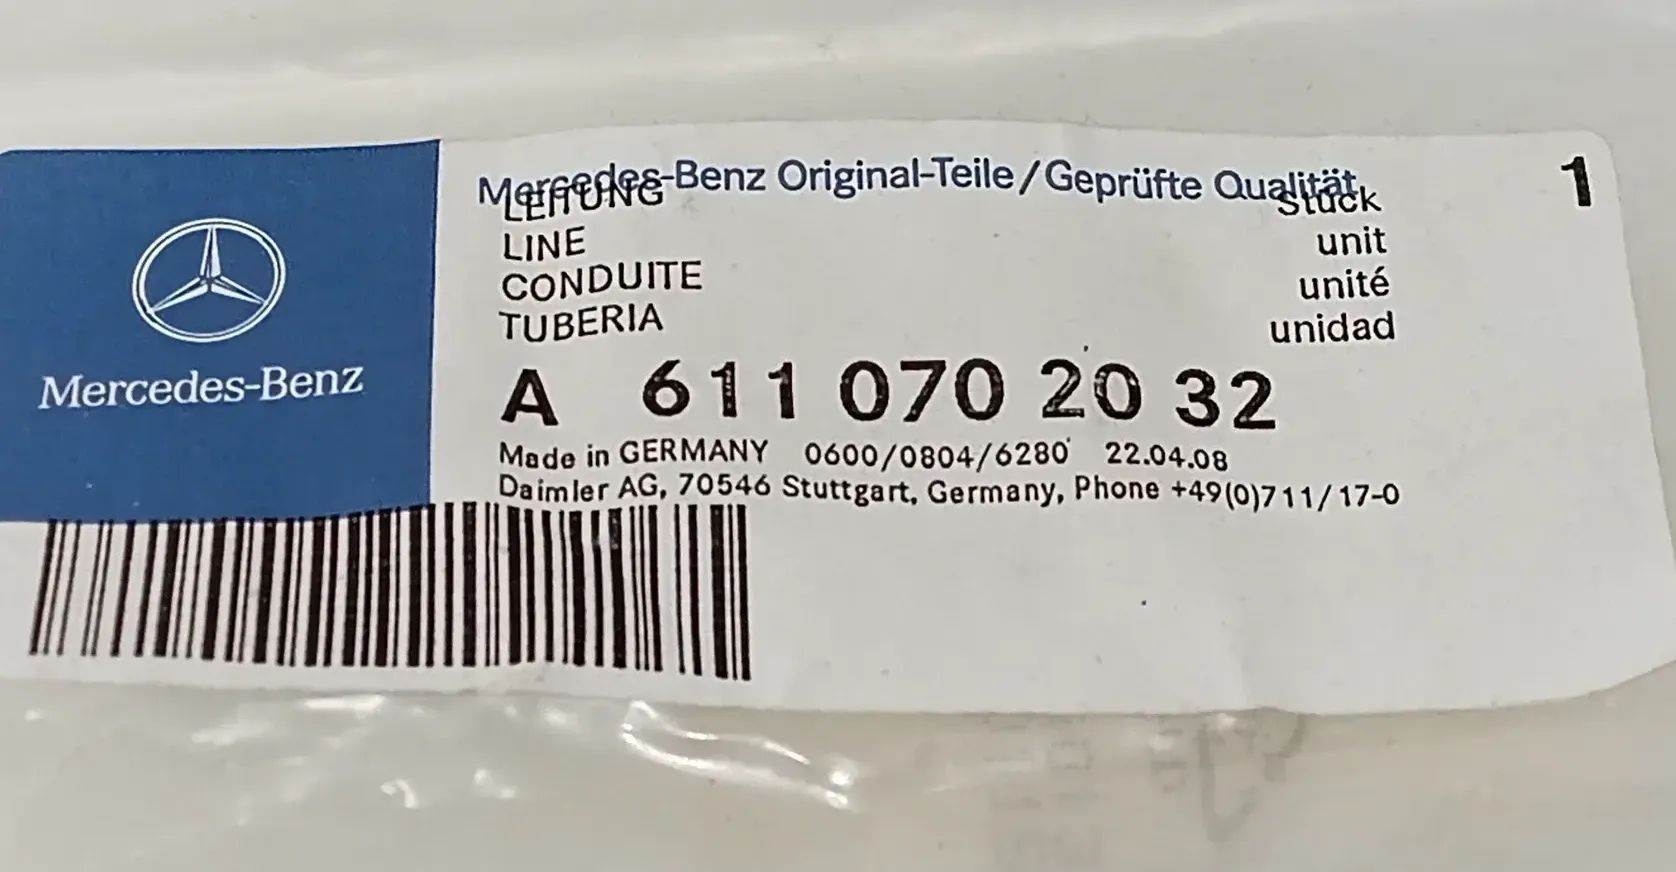 Mercedes-Benz Original-Teile/Geprüfte Qualität
1
LEITUNG Stück
LINE unit
CONDUITE unité
TUBERIA unidad
Mercedes-Benz
A 611 070 20 32
Made in GERMANY 0600/0804/6280 22.04.08
Daimler AG, 70546 Stuttgart, Germany, Phone +49(0)711/17-0